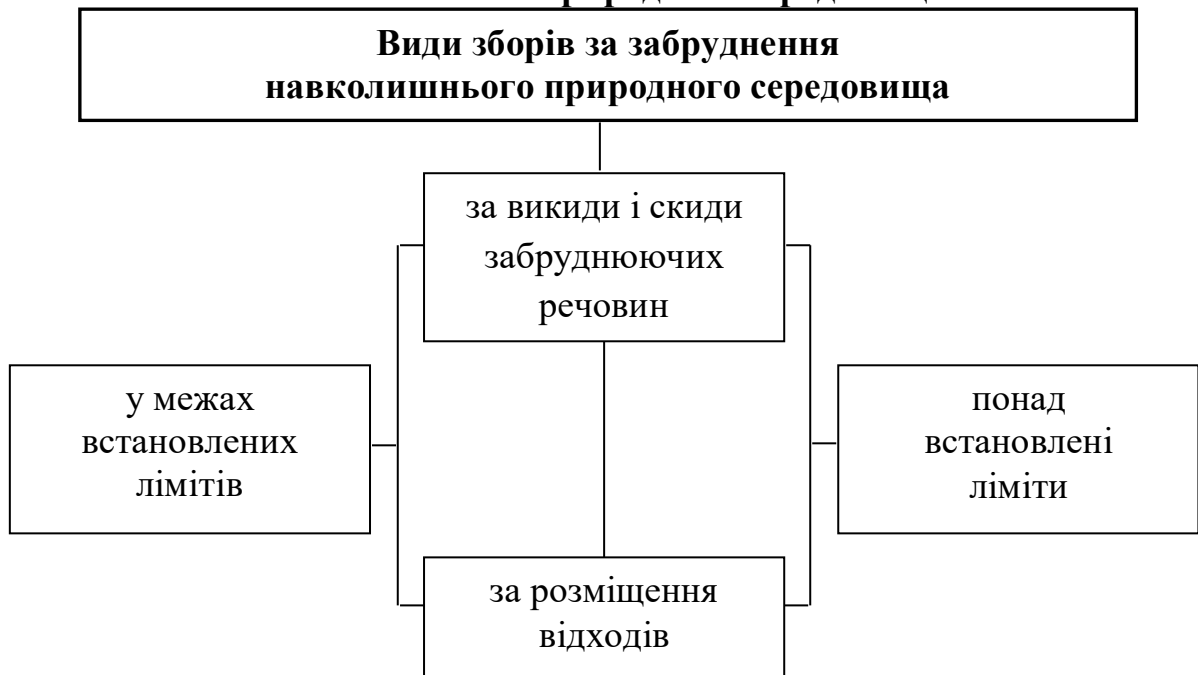 Види зборів за забруднення
навколишнього природного середовища
за викиди і скиди
забруднюючих
речовин
у межах
встановлених
лімітів
понад
встановлені
ліміти
за розміщення
відходів